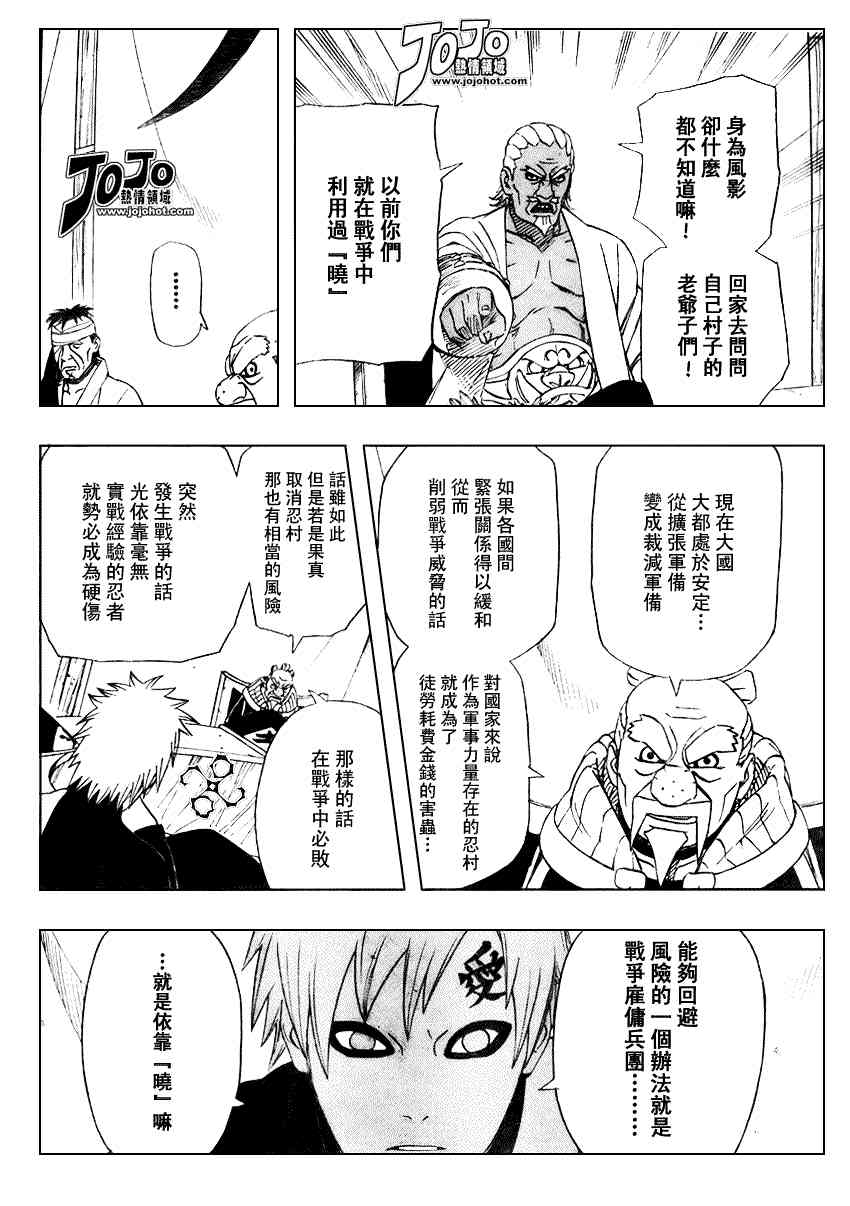 JOJO
熱情領域
www.jojohot.com
身為風影
卻什麼
都不知道嘛！
回家去問問
自己村子的
老爺子們！
以前你們
就在戰爭中
利用過『曉』
JOJO
熱情領域
www.jojohot.com
……
現在大國
大都處於安定…
從擴張軍備
變成裁減軍備
如果各國間
緊張關係得以緩和
從而
削弱戰爭威脅的話
對國家來說
作為軍事力量存在的忍村
就成為了
徒勞耗費金錢的害蟲…
話雖如此
但是若是果真
取消忍村
那也有相當的風險
突然
發生戰爭的話
光依靠毫無
實戰經驗的忍者
就勢必成為硬傷
那樣的話
在戰爭中必敗
能夠回避
風險的一個辦法就是
戰爭雇傭兵團………
愛
…就是依靠『曉』嘛